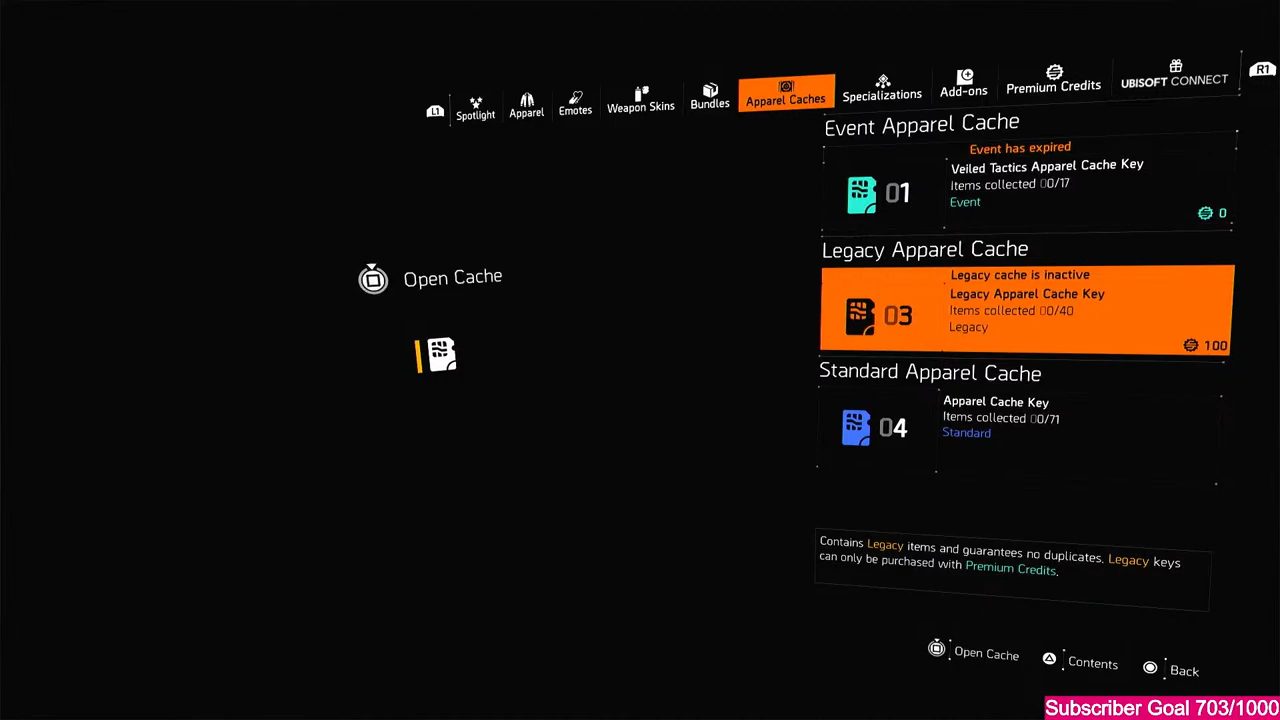 L1
Spotlight
Apparel
Emotes
Weapon Skins
Bundles
Apparel Caches
Specializations
Add-ons
Premium Credits
UBISOFT CONNECT
R1
Event Apparel Cache
Event has expired
01
Veiled Tactics Apparel Cache Key
Items collected 00/17
Event
0
Legacy Apparel Cache
Legacy cache is inactive
03
Legacy Apparel Cache Key
Items collected 00/40
Legacy
100
Open Cache
Standard Apparel Cache
04
Apparel Cache Key
Items collected 00/71
Standard
Contains Legacy items and guarantees no duplicates. Legacy keys
can only be purchased with Premium Credits.
Open Cache
Contents
Back
Subscriber Goal 703/1000